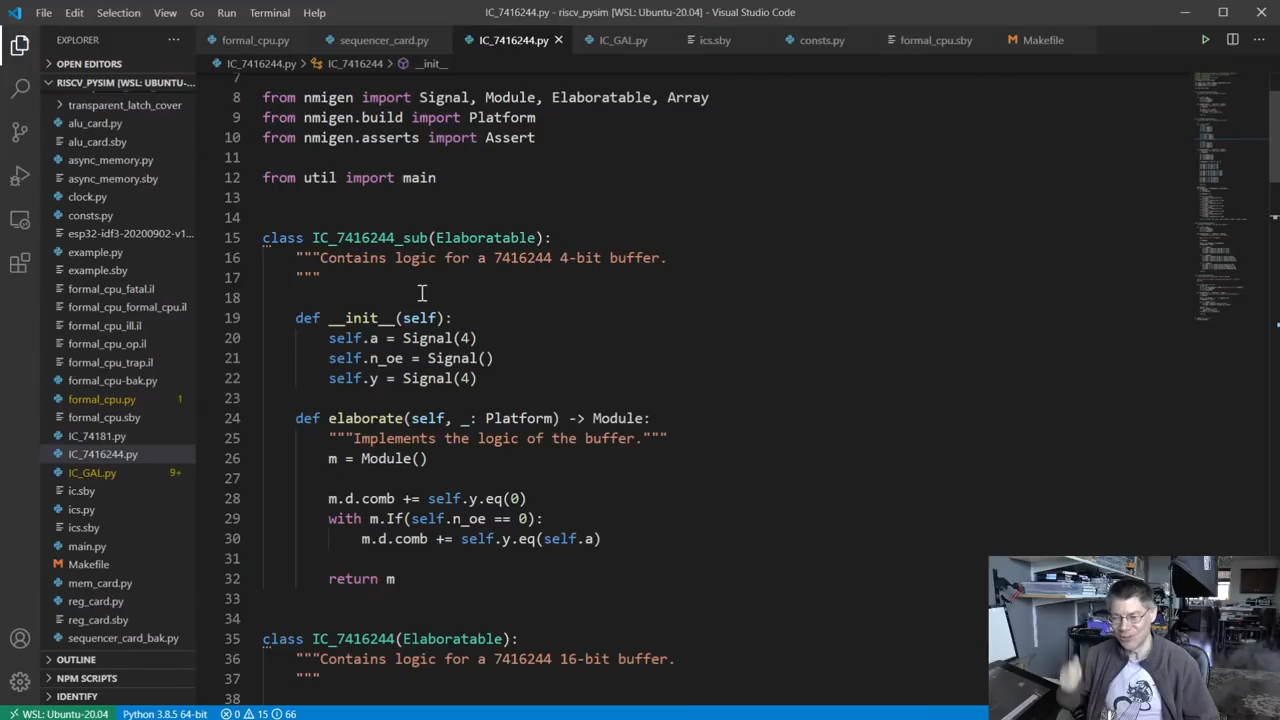 File Edit Selection View Go Run Terminal Help
IC_7416244.py - riscv_pysim [WSL: Ubuntu-20.04] - Visual Studio Code
EXPLORER
OPEN EDITORS
RISCV_PYSIM [WSL: UBUNTU-...
transparent_latch_cover
alu_card.py
alu_card.sby
async_memory.py
async_memory.sby
clock.py
consts.py
esp32-idf3-20200902-v1...
example.py
example.sby
formal_cpu_fatal.il
formal_cpu_formal_cpu.il
formal_cpu_ill.il
formal_cpu_op.il
formal_cpu_trap.il
formal_cpu-bak.py
formal_cpu.py 1
formal_cpu.sby
IC_74181.py
IC_7416244.py
IC_GAL.py 9+
ic.sby
ics.py
ics.sby
main.py
Makefile
mem_card.py
reg_card.py
reg_card.sby
sequencer_card_bak.py
OUTLINE
NPM SCRIPTS
IDENTIFY
formal_cpu.py sequencer_card.py IC_7416244.py IC_GAL.py ics.sby consts.py formal_cpu.sby Makefile
IC_7416244.py > IC_7416244 > __init__
7
8 from nmigen import Signal, Module, Elaboratable, Array
9 from nmigen.build import Platform
10 from nmigen.asserts import Assert
11
12 from util import main
13
14
15 class IC_7416244_sub(Elaboratable):
16 """Contains logic for a 7416244 4-bit buffer.
17 """
18
19 def __init__(self):
20 self.a = Signal(4)
21 self.n_oe = Signal()
22 self.y = Signal(4)
23
24 def elaborate(self, _: Platform) -> Module:
25 """Implements the logic of the buffer."""
26 m = Module()
27
28 m.d.comb += self.y.eq(0)
29 with m.If(self.n_oe == 0):
30 m.d.comb += self.y.eq(self.a)
31
32 return m
33
34
35 class IC_7416244(Elaboratable):
36 """Contains logic for a 7416244 16-bit buffer.
37 """
38
WSL: Ubuntu-20.04 Python 3.8.5 64-bit 0 15 66